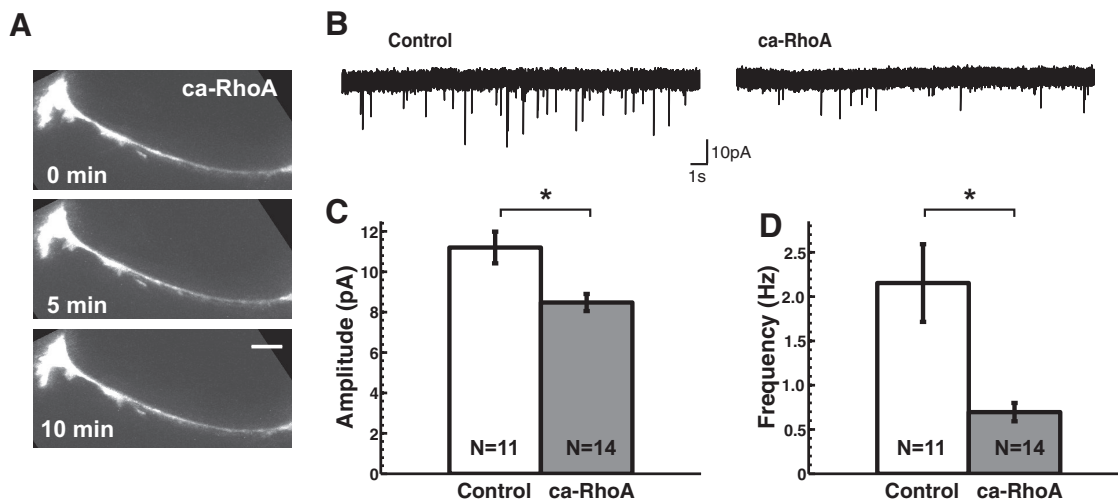 A
ca-RhoA
0 min
5 min
10 min
B
Control
ca-RhoA
10pA
1s
C
*
Amplitude (pA)
12
10
8
6
4
2
0
N=11
N=14
Control
ca-RhoA
D
*
Frequency (Hz)
2.5
2.0
1.5
1.0
0.5
0
N=11
N=14
Control
ca-RhoA